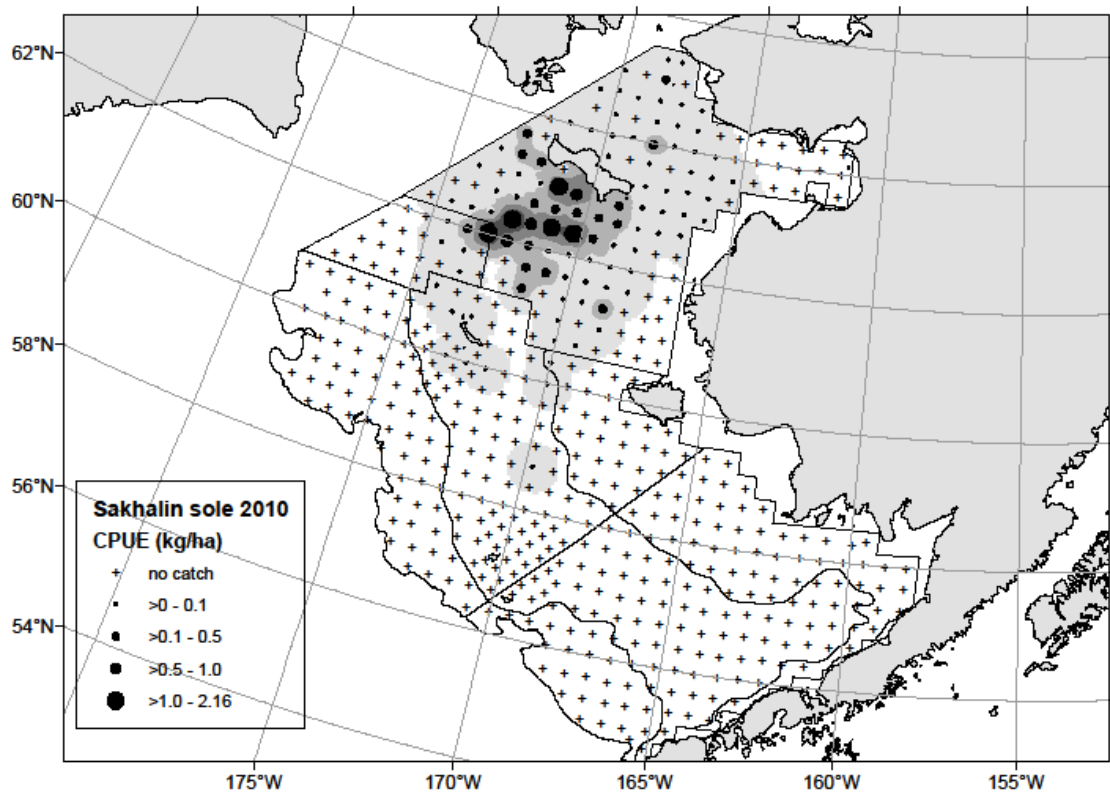 62°N
60°N
58°N
56°N
54°N
Sakhalin sole 2010
CPUE (kg/ha)
+ no catch
>0 - 0.1
>0.1 - 0.5
>0.5 - 1.0
>1.0 - 2.16
175°W
170°W
165°W
160°W
155°W